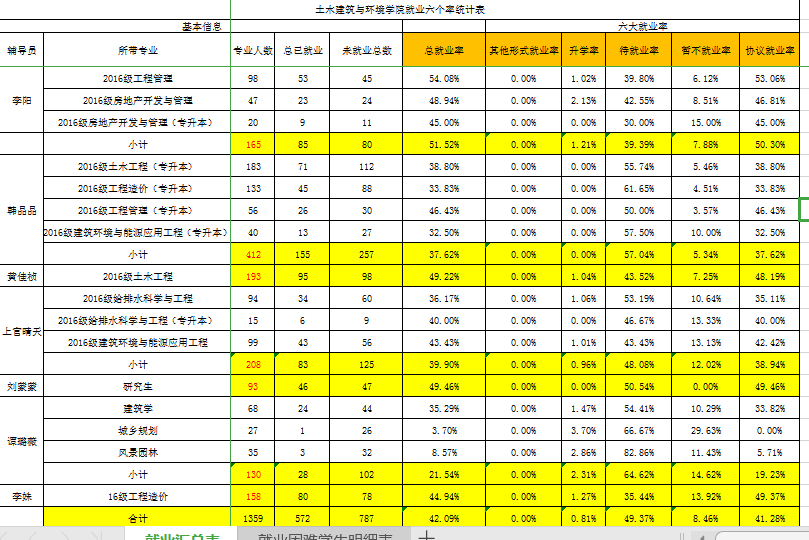 土水建筑与环境学院就业六个率统计表
基本信息 六大就业率
辅导员 所带专业 专业人数 总已就业 未就业总数 总就业率 其他形式就业率 升学率 待就业率 暂不就业率 协议就业率
李阳 2016级工程管理 98 53 45 54.08% 0.00% 1.02% 39.80% 6.12% 53.06%
2016级房地产开发与管理 47 23 24 48.94% 0.00% 2.13% 42.55% 8.51% 46.81%
2016级房地产开发与管理（专升本） 20 9 11 45.00% 0.00% 0.00% 30.00% 15.00% 45.00%
小计 165 85 80 51.52% 0.00% 1.21% 39.39% 7.88% 50.30%
韩品品 2016级土水工程（专升本） 183 71 112 38.80% 0.00% 0.00% 55.74% 5.46% 38.80%
2016级工程造价（专升本） 133 45 88 33.83% 0.00% 0.00% 61.65% 4.51% 33.83%
2016级工程管理（专升本） 56 26 30 46.43% 0.00% 0.00% 50.00% 3.57% 46.43%
2016级建筑环境与能源应用工程（专升本） 40 13 27 32.50% 0.00% 0.00% 57.50% 10.00% 32.50%
小计 412 155 257 37.62% 0.00% 0.00% 57.04% 5.34% 37.62%
黄佳祯 2016级土水工程 193 95 98 49.22% 0.00% 1.04% 43.52% 7.25% 48.19%
上官晴天 2016级给排水科学与工程 94 34 60 36.17% 0.00% 1.06% 53.19% 10.64% 35.11%
2016级给排水科学与工程（专升本） 15 6 9 40.00% 0.00% 0.00% 46.67% 13.33% 40.00%
2016级建筑环境与能源应用工程 99 43 56 43.43% 0.00% 1.01% 43.43% 13.13% 42.42%
小计 208 83 125 39.90% 0.00% 0.96% 48.08% 12.02% 38.94%
刘蒙蒙 研究生 93 46 47 49.46% 0.00% 0.00% 50.54% 0.00% 49.46%
谭璐薇 建筑学 68 24 44 35.29% 0.00% 1.47% 54.41% 10.29% 33.82%
城乡规划 27 1 26 3.70% 0.00% 3.70% 66.67% 29.63% 0.00%
风景园林 35 3 32 8.57% 0.00% 2.86% 82.86% 11.43% 5.71%
小计 130 28 102 21.54% 0.00% 2.31% 64.62% 14.62% 19.23%
李妹 16级工程造价 158 80 78 44.94% 0.00% 1.27% 35.44% 13.92% 49.37%
合计 1359 572 787 42.09% 0.00% 0.81% 49.37% 8.46% 41.28%
就业汇总表 就业困难学生明细表